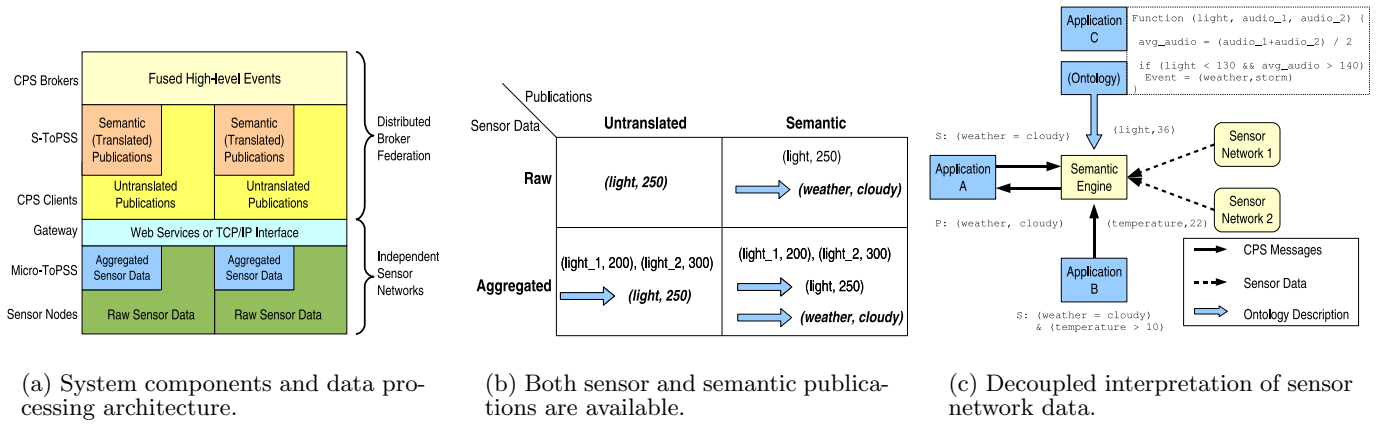 CPS Brokers
Fused High-level Events
S-ToPSS
Semantic
(Translated)
Publications
Semantic
(Translated)
Publications
Distributed
Broker
Federation
CPS Clients
Untranslated
Publications
Untranslated
Publications
Gateway
Web Services or TCP/IP Interface
Micro-ToPSS
Aggregated
Sensor Data
Aggregated
Sensor Data
Independent
Sensor
Networks
Sensor Nodes
Raw Sensor Data
Raw Sensor Data
(a) System components and data pro-
cessing architecture.
Publications
Sensor Data
Untranslated
Semantic
Raw
(light, 250)
(light, 250)
(weather, cloudy)
Aggregated
(light_1, 200), (light_2, 300)
(light, 250)
(light_1, 200), (light_2, 300)
(light, 250)
(weather, cloudy)
(b) Both sensor and semantic publica-
tions are available.
Application
C
Function (light, audio_1, audio_2) {
avg_audio = (audio_1+audio_2) / 2
if (light < 130 && avg_audio > 140)
Event = (weather,storm)
}
(Ontology)
S: (weather = cloudy)
(light,36)
Sensor
Network 1
Application
A
Semantic
Engine
Sensor
Network 2
P: (weather, cloudy)
(temperature,22)
Application
B
S: (weather = cloudy)
& (temperature > 10)
CPS Messages
Sensor Data
Ontology Description
(c) Decoupled interpretation of sensor
network data.